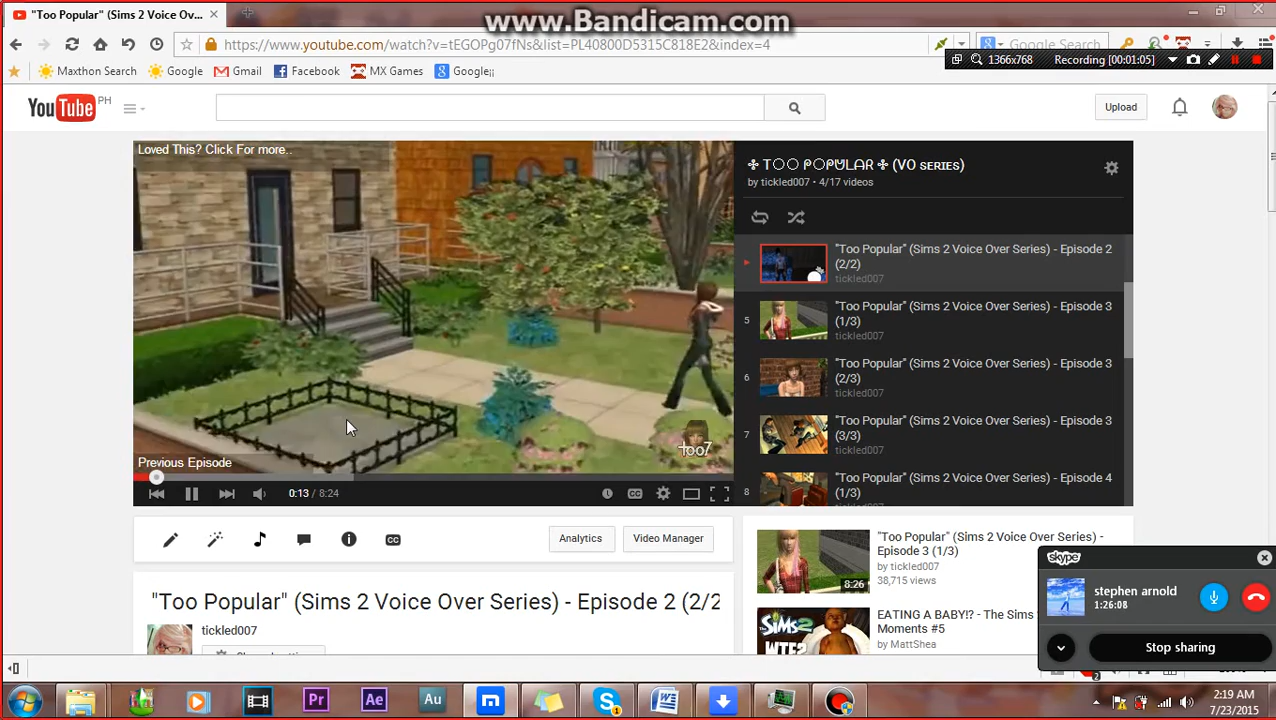 "Too Popular" (Sims 2 Voice Ov...
www.Bandicam.com
https://www.youtube.com/watch?v=tEGOPg07fNs&list=PL40800D5315C818E2&index=4
Google Search
1366x768
Recording [00:01:05]
Maxthon Search
Google
Gmail
Facebook
MX Games
Google¡¡
YouTube PH
Upload
Loved This? Click For more..
Previous Episode
too7
0:13 / 8:24
✤ TOO POPULAR ✤ (VO SERIES)
by tickled007 • 4/17 videos
"Too Popular" (Sims 2 Voice Over Series) - Episode 2
(2/2)
tickled007
5
"Too Popular" (Sims 2 Voice Over Series) - Episode 3
(1/3)
tickled007
6
"Too Popular" (Sims 2 Voice Over Series) - Episode 3
(2/3)
tickled007
7
"Too Popular" (Sims 2 Voice Over Series) - Episode 3
(3/3)
tickled007
8
"Too Popular" (Sims 2 Voice Over Series) - Episode 4
(1/3)
CC
Analytics
Video Manager
"Too Popular" (Sims 2 Voice Over Series) - Episode 2 (2/2
tickled007
8:26
"Too Popular" (Sims 2 Voice Over Series) -
Episode 3 (1/3)
by tickled007
38,715 views
SiMS2
WTF?
EATING A BABY!? - The Sims
Moments #5
by MattShea
skype
stephen arnold
1:26:08
Stop sharing
2
Pr
Ae
Au
1
2:19 AM
7/23/2015